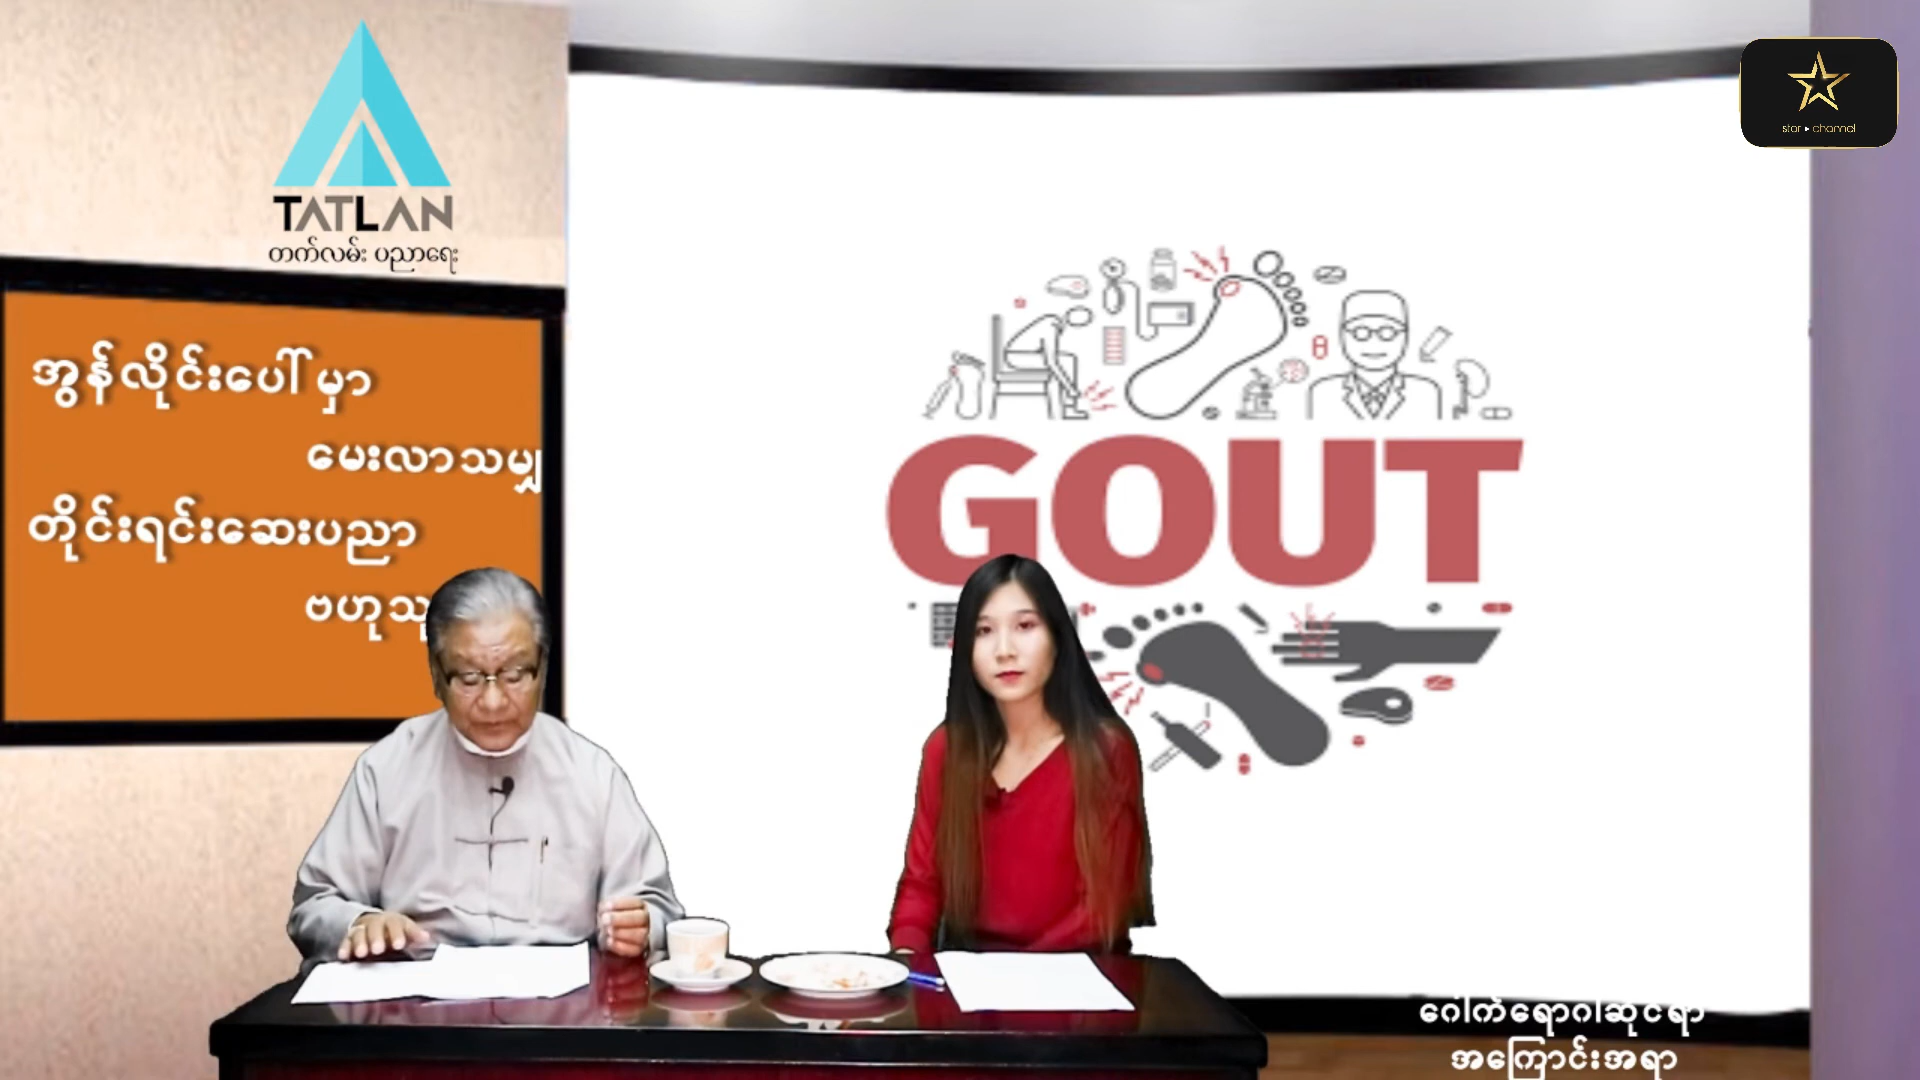 TATLAN
တက်လမ်း ပညာရေး
star channel
အွန်လိုင်းပေါ်မှာ
မေးလာသမျှ
တိုင်းရင်းဆေးပညာ
ဗဟုသု
GOUT
ဂေါက်ရောဂါဆိုင်ရာ
အကြောင်းအရာ